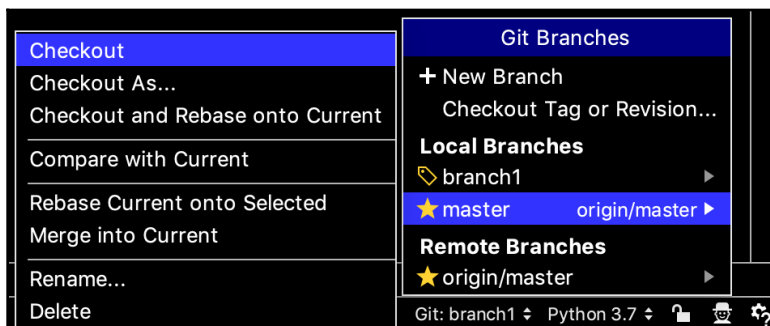 Checkout
Checkout As...
Checkout and Rebase onto Current
Compare with Current
Rebase Current onto Selected
Merge into Current
Rename...
Delete
Git Branches
New Branch
Checkout Tag or Revision...
Local Branches
branch1
master origin/master
Remote Branches
origin/master
Git: branch1 Python 3.7